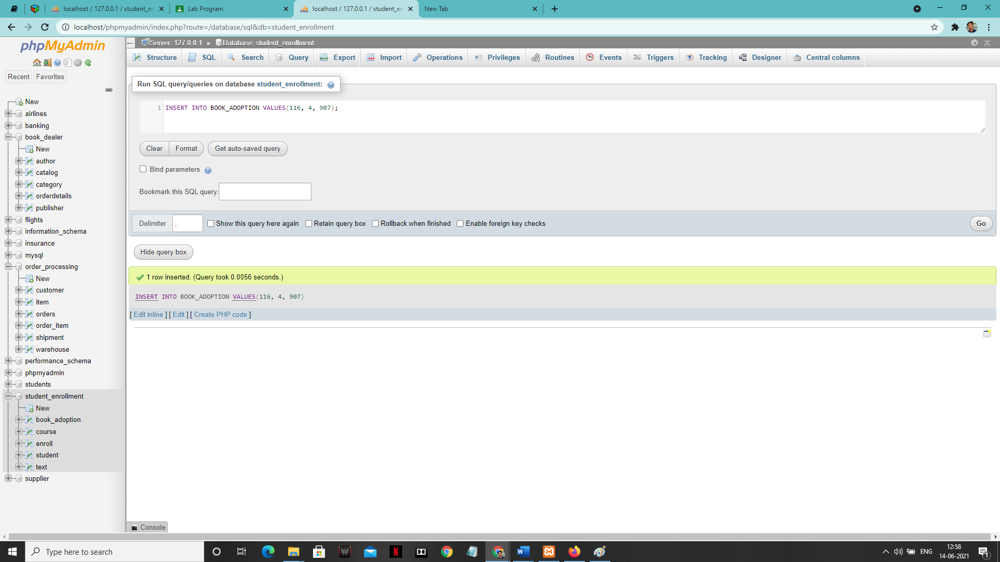 localhost / 127.0.0.1 / student_en
Lab Program
localhost / 127.0.0.1 / student_en
New Tab
localhost/phpmyadmin/index.php?route=/database/sql&db=student_enrollment
phpMyAdmin
Recent
Favorites
New
airlines
banking
book_dealer
New
author
catalog
category
orderdetails
publisher
flights
information_schema
insurance
mysql
order_processing
New
customer
item
orders
order_item
shipment
warehouse
performance_schema
phpmyadmin
students
student_enrollment
New
book_adoption
course
enroll
student
text
supplier
Server: 127.0.0.1 » Database: student_enrollment
Structure SQL Search Query Export Import Operations Privileges Routines Events Triggers Tracking Designer Central columns
Run SQL query/queries on database student_enrollment:
1 INSERT INTO BOOK_ADOPTION VALUES(116, 4, 907);
Clear Format Get auto-saved query
Bind parameters
Bookmark this SQL query:
Delimiter ; Show this query here again Retain query box Rollback when finished Enable foreign key checks Go
Hide query box
1 row inserted. (Query took 0.0056 seconds.)
INSERT INTO BOOK_ADOPTION VALUES(116, 4, 907)
[ Edit inline ] [ Edit ] [ Create PHP code ]
Console
Type here to search
ENG
12:58
14-06-2021
1